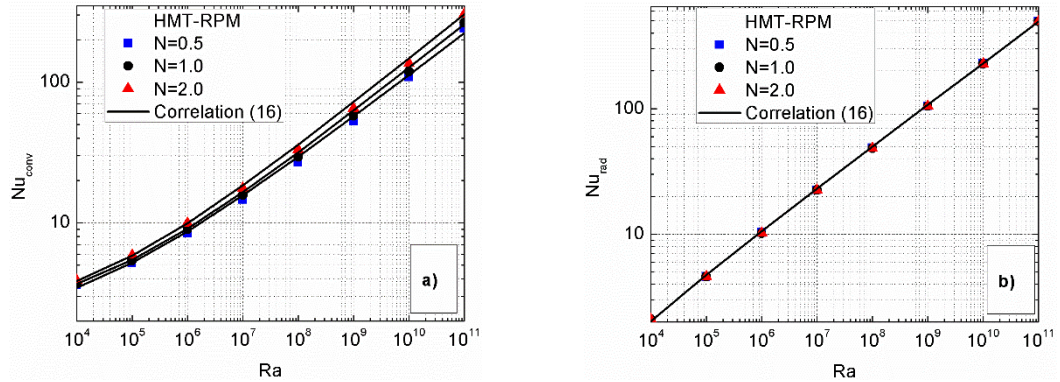 HMT-RPM
N=0.5
N=1.0
N=2.0
Correlation (16)
100
10
Nu_conv
10^4 10^5 10^6 10^7 10^8 10^9 10^10 10^11
Ra
a)
HMT-RPM
N=0.5
N=1.0
N=2.0
Correlation (16)
100
10
Nu_rad
10^4 10^5 10^6 10^7 10^8 10^9 10^10 10^11
Ra
b)